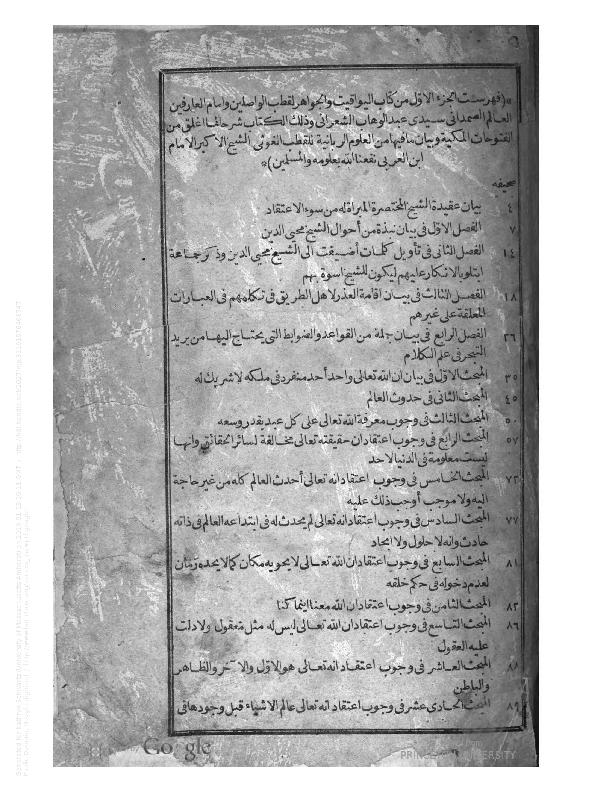 *(فهرست الجزء الاول من كتاب اليواقيت والجواهر لقطب الواصلين وامام العارفين
العالم الصمداني سيدي عبد الوهاب الشعراني وذلك الكتاب شرح ما اغلق من
الفتوحات المكية وبيان ما فيها من العلوم الربانية للقطب الغوثي الشيخ الاكبر الامام
ابن العربي نفعنا الله بعلومه والمسلمين)*
صحيفه
٤ بيان عقيدة الشيخ المختصرة المبرأة له من سوء الاعتقاد
٧ الفصل الاول في بيان نبذة من أحوال الشيخ محيي الدين
١٤ الفصل الثاني في تأويل كلمات أضيفت الى الشيخ محيي الدين وذكر جماعة
ابتلوا بالانكار عليهم ليكون للشيخ اسوة بهم
١٨ الفصل الثالث في بيان اقامة العذر لاهل الطريق في تكلمهم في العبارات
المغلقة على غيرهم
٢٦ الفصل الرابع في بيان جملة من القواعد والضوابط التي يحتاج اليها من يريد
التبحر في علم الكلام
٣٥ المبحث الاول في بيان ان الله تعالى واحد أحد منفرد في ملكه لا شريك له
٤٥ المبحث الثاني في حدوث العالم
٥٠ المبحث الثالث في وجوب معرفة الله تعالى على كل عبد بقدر وسعه
٥٧ المبحث الرابع في وجوب اعتقاد ان حقيقته تعالى مخالفة لسائر الحقائق وانها
ليست معلومة في الدنيا لاحد
٧٣ المبحث الخامس في وجوب اعتقاد انه تعالى أحدث العالم كله من غير حاجة
اليه ولا موجب أوجب ذلك عليه
٧٧ المبحث السادس في وجوب اعتقاد انه تعالى لم يحدث له في ابتداعه العالم في ذاته
حادث وانه لا حلول ولا اتحاد
٨١ المبحث السابع في وجوب اعتقاد ان الله تعالى لا يحويه مكان كما لا يحده زمان
لعدم دخوله في حكم خلقه
٨٣ المبحث الثامن في وجوب اعتقاد ان الله معنا اينما كنا
٨٦ المبحث التاسع في وجوب اعتقاد ان الله تعالى ليس له مثل معقول ولا دلت
عليه العقول
٨٨ المبحث العاشر في وجوب اعتقاد انه تعالى هو الاول والآخر والظاهر
والباطن
٨٩ المبحث الحادي عشر في وجوب اعتقاد انه تعالى عالم الاشياء قبل وجودها في
Google
PRINCETON UNIVERSITY